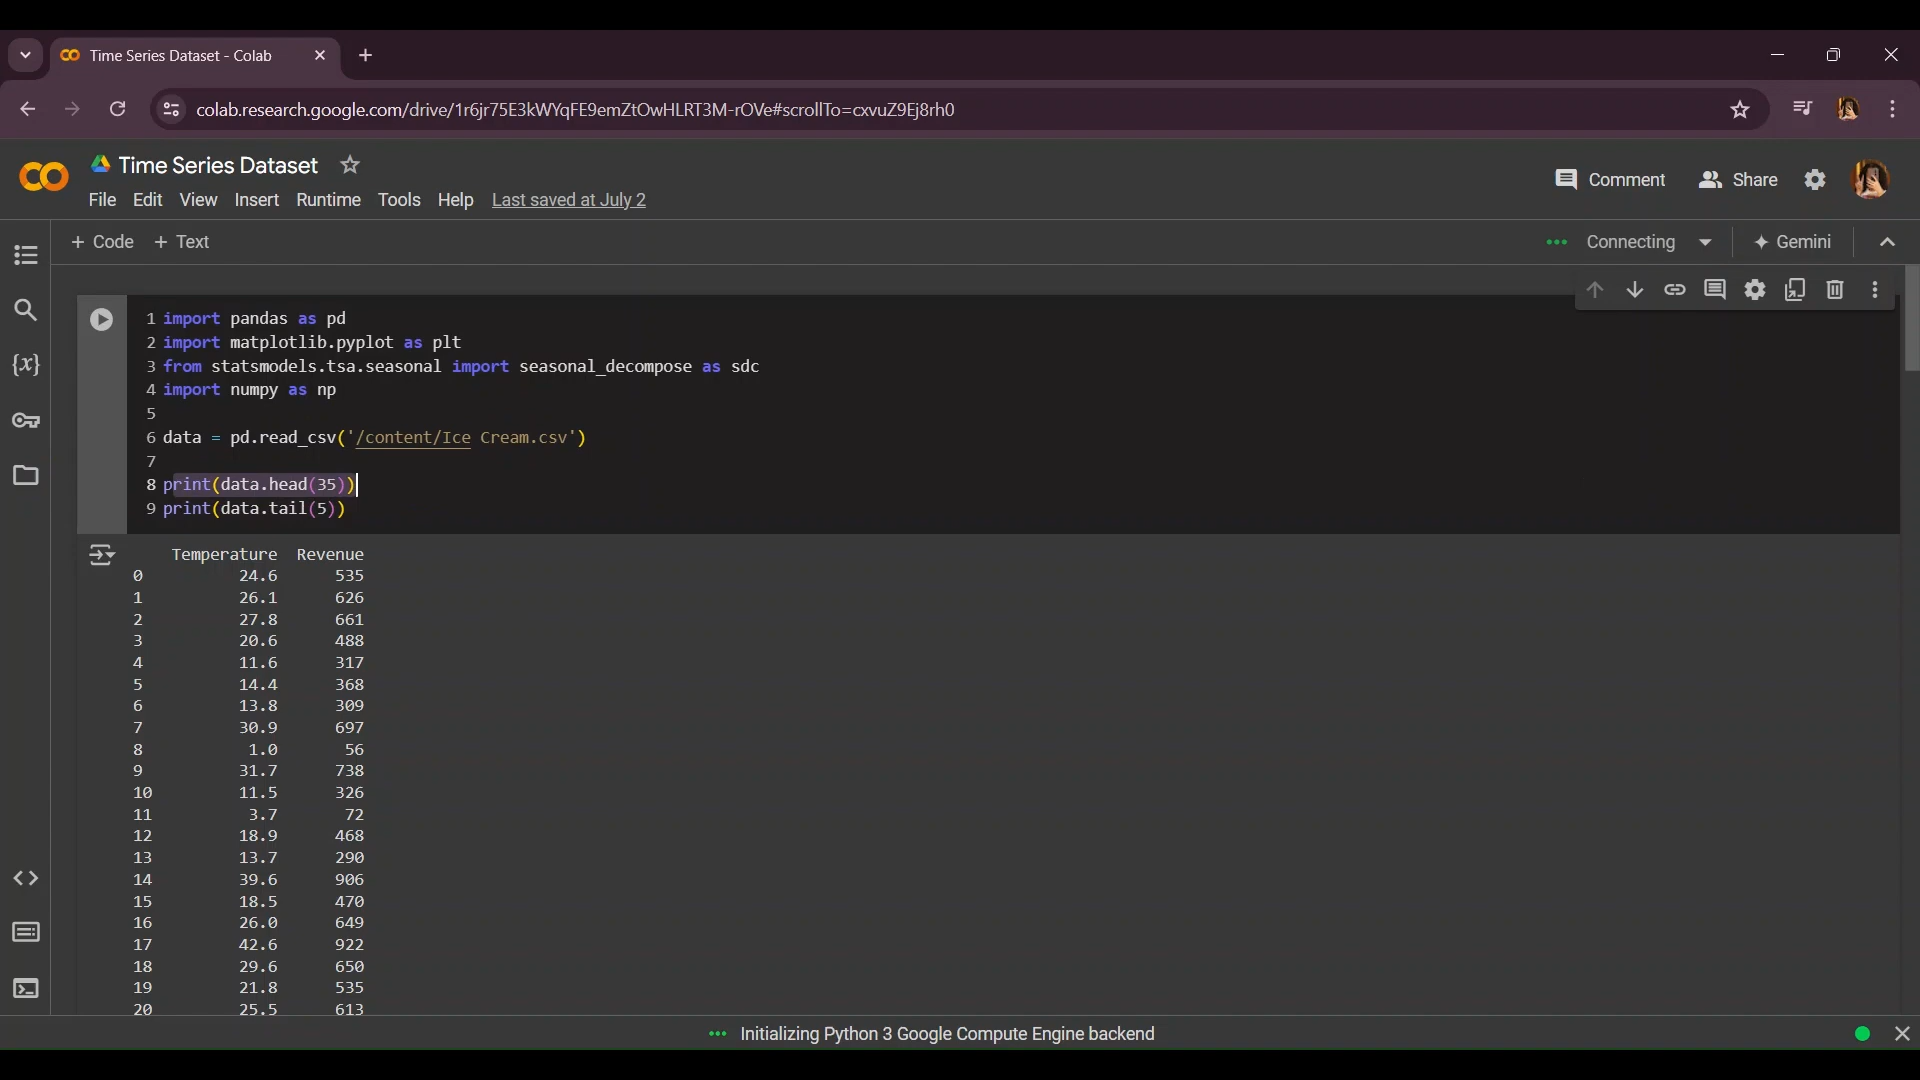 Time Series Dataset - Colab
colab.research.google.com/drive/1r6jr75E3kWYqFE9emZtOwHLRT3M-rOVe#scrollTo=cxvuZ9Ej8rh0
Time Series Dataset
File Edit View Insert Runtime Tools Help Last saved at July 2
Comment Share
+ Code + Text
Connecting Gemini
1 import pandas as pd
2 import matplotlib.pyplot as plt
3 from statsmodels.tsa.seasonal import seasonal_decompose as sdc
4 import numpy as np
5
6 data = pd.read_csv('/content/Ice Cream.csv')
7
8 print(data.head(35))
9 print(data.tail(5))
Temperature Revenue
0 24.6 535
1 26.1 626
2 27.8 661
3 20.6 488
4 11.6 317
5 14.4 368
6 13.8 309
7 30.9 697
8 1.0 56
9 31.7 738
10 11.5 326
11 3.7 72
12 18.9 468
13 13.7 290
14 39.6 906
15 18.5 470
16 26.0 649
17 42.6 922
18 29.6 650
19 21.8 535
20 25.5 613
Initializing Python 3 Google Compute Engine backend